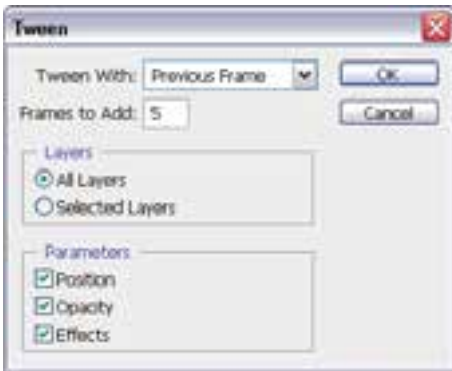 Tween
Tween With: Previous Frame
OK
Frames to Add: 5
Cancel
Layers
All Layers
Selected Layers
Parameters
Position
Opacity
Effects